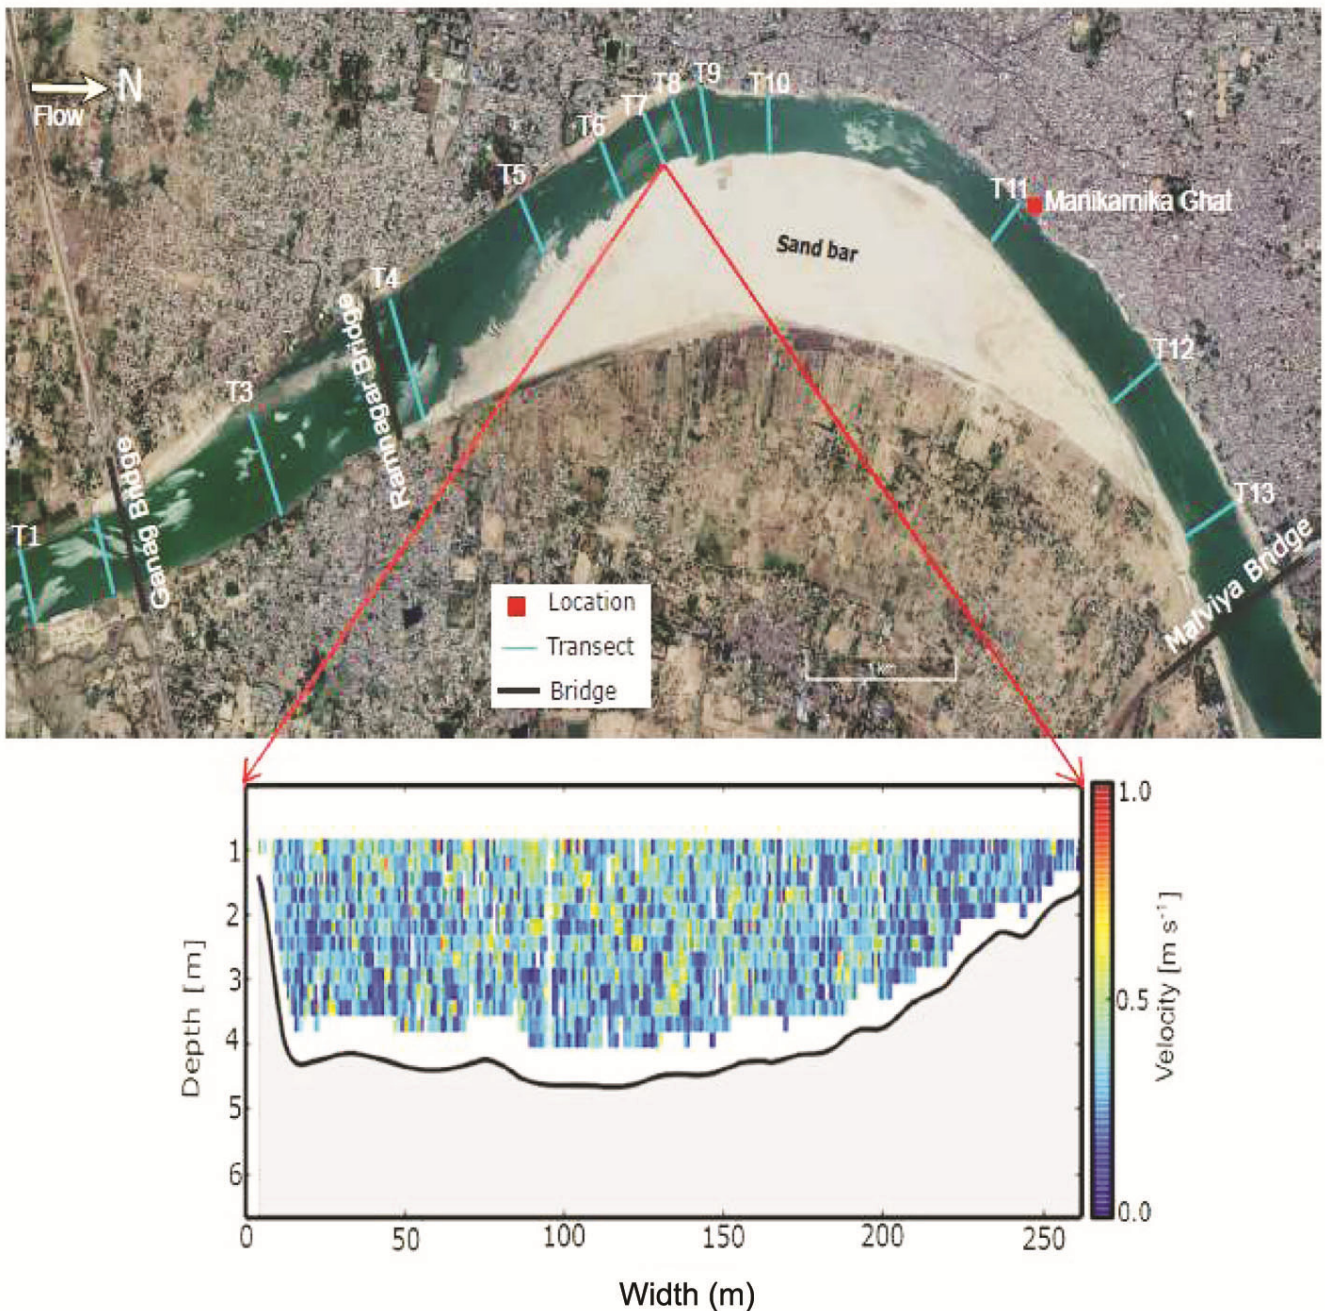 N
Flow
T1
T3
T4
T5
T6
T7
T8
T9
T10
T11
Manikarnika Ghat
T12
T13
Sand bar
Ganag Bridge
Ramnagar Bridge
Malviya Bridge
Location
Transect
Bridge
1 km
1
2
3
4
5
6
Depth [m]
0
50
100
150
200
250
Width (m)
1.0
0.5
0.0
Velocity [m s⁻¹]